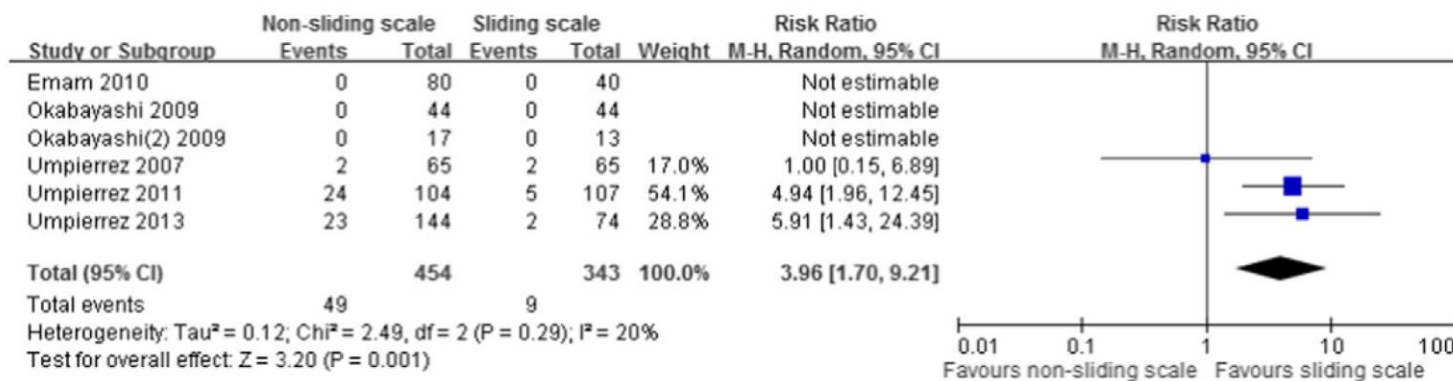 Non-sliding scale Sliding scale Risk Ratio Risk Ratio
Study or Subgroup Events Total Events Total Weight M-H, Random, 95% CI M-H, Random, 95% CI
Emam 2010 0 80 0 40 Not estimable
Okabayashi 2009 0 44 0 44 Not estimable
Okabayashi(2) 2009 0 17 0 13 Not estimable
Umpierrez 2007 2 65 2 65 17.0% 1.00 [0.15, 6.89]
Umpierrez 2011 24 104 5 107 54.1% 4.94 [1.96, 12.45]
Umpierrez 2013 23 144 2 74 28.8% 5.91 [1.43, 24.39]
Total (95% CI) 454 343 100.0% 3.96 [1.70, 9.21]
Total events 49 9
Heterogeneity: Tau² = 0.12; Chi² = 2.49, df = 2 (P = 0.29); I² = 20%
Test for overall effect: Z = 3.20 (P = 0.001)
0.01 0.1 1 10 100
Favours non-sliding scale Favours sliding scale